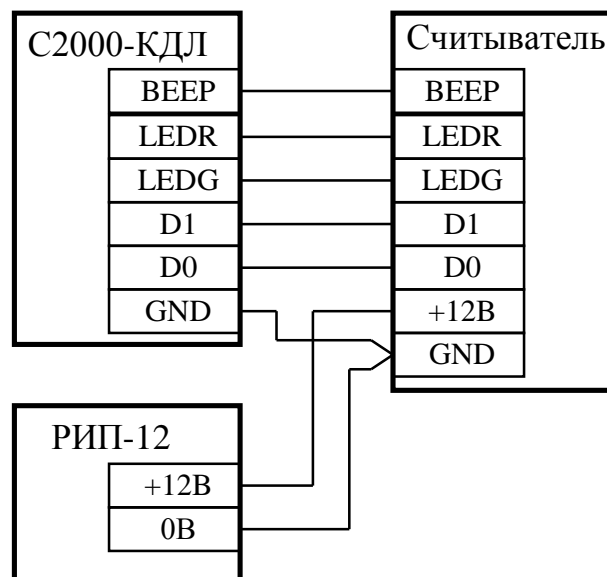 С2000-КДЛ
BEEP
LEDR
LEDG
D1
D0
GND
Считыватель
BEEP
LEDR
LEDG
D1
D0
+12В
GND
РИП-12
+12В
0В